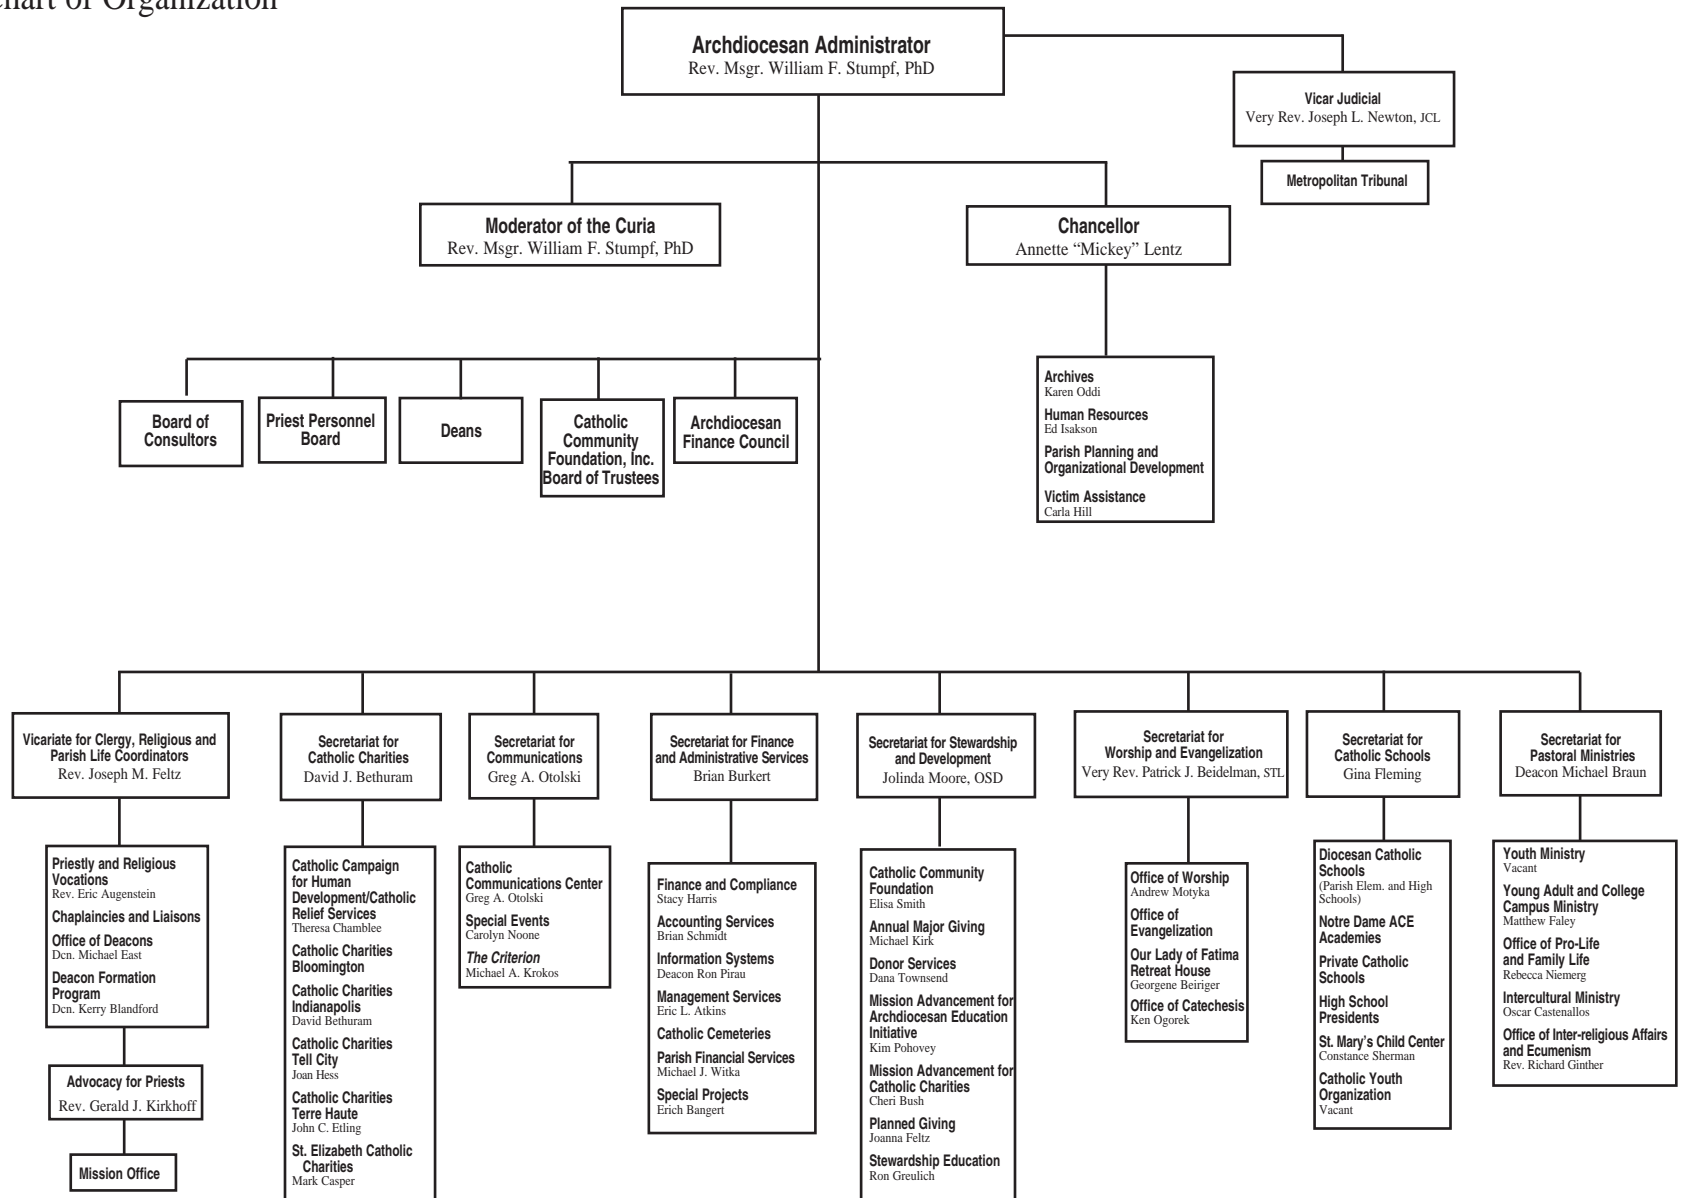 Chart of Organization
Archdiocesan Administrator
Rev. Msgr. William F. Stumpf, PhD
Vicar Judicial
Very Rev. Joseph L. Newton, JCL
Metropolitan Tribunal
Moderator of the Curia
Rev. Msgr. William F. Stumpf, PhD
Chancellor
Annette “Mickey” Lentz
Archives
Karen Oddi
Human Resources
Ed Isakson
Parish Planning and
Organizational Development
Victim Assistance
Carla Hill
Board of
Consultors
Priest Personnel
Board
Deans
Catholic
Community
Foundation, Inc.
Board of Trustees
Archdiocesan
Finance Council
Vicariate for Clergy, Religious and
Parish Life Coordinators
Rev. Joseph M. Feltz
Priestly and Religious
Vocations
Rev. Eric Augenstein
Chaplaincies and Liaisons
Office of Deacons
Dcn. Michael East
Deacon Formation
Program
Dcn. Kerry Blandford
Advocacy for Priests
Rev. Gerald J. Kirkhoff
Mission Office
Secretariat for
Catholic Charities
David J. Bethuram
Catholic Campaign
for Human
Development/Catholic
Relief Services
Theresa Chamblee
Catholic Charities
Bloomington
Catholic Charities
Indianapolis
David Bethuram
Catholic Charities
Tell City
Joan Hess
Catholic Charities
Terre Haute
John C. Etling
St. Elizabeth Catholic
Charities
Mark Casper
Secretariat for
Communications
Greg A. Otolski
Catholic
Communications Center
Greg A. Otolski
Special Events
Carolyn Noone
The Criterion
Michael A. Krokos
Secretariat for Finance
and Administrative Services
Brian Burkert
Finance and Compliance
Stacy Harris
Accounting Services
Brian Schmidt
Information Systems
Deacon Ron Pirau
Management Services
Eric L. Atkins
Catholic Cemeteries
Parish Financial Services
Michael J. Witka
Special Projects
Erich Bangert
Secretariat for Stewardship
and Development
Jolinda Moore, OSD
Catholic Community
Foundation
Elisa Smith
Annual Major Giving
Michael Kirk
Donor Services
Dana Townsend
Mission Advancement for
Archdiocesan Education
Initiative
Kim Pohovey
Mission Advancement for
Catholic Charities
Cheri Bush
Planned Giving
Joanna Feltz
Stewardship Education
Ron Greulich
Secretariat for
Worship and Evangelization
Very Rev. Patrick J. Beidelman, STL
Office of Worship
Andrew Motyka
Office of
Evangelization
Our Lady of Fatima
Retreat House
Georgene Beiriger
Office of Catechesis
Ken Ogorek
Secretariat for
Catholic Schools
Gina Fleming
Diocesan Catholic
Schools
(Parish Elem. and High
Schools)
Notre Dame ACE
Academies
Private Catholic
Schools
High School
Presidents
St. Mary’s Child Center
Constance Sherman
Catholic Youth
Organization
Vacant
Secretariat for
Pastoral Ministries
Deacon Michael Braun
Youth Ministry
Vacant
Young Adult and College
Campus Ministry
Matthew Faley
Office of Pro-Life
and Family Life
Rebecca Niemerg
Intercultural Ministry
Oscar Castenallos
Office of Inter-religious Affairs
and Ecumenism
Rev. Richard Ginther